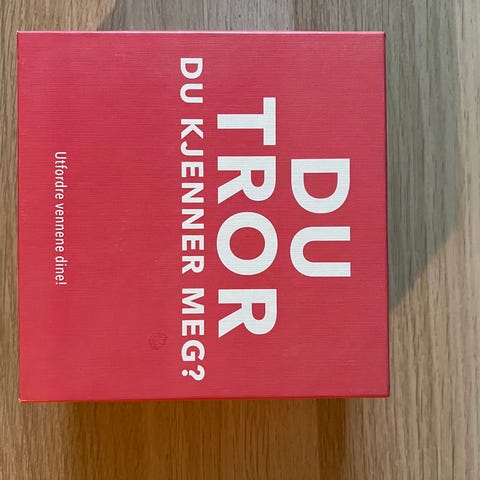 DU
TROR
DU KJENNER MEG?
Utfordre vennene dine!